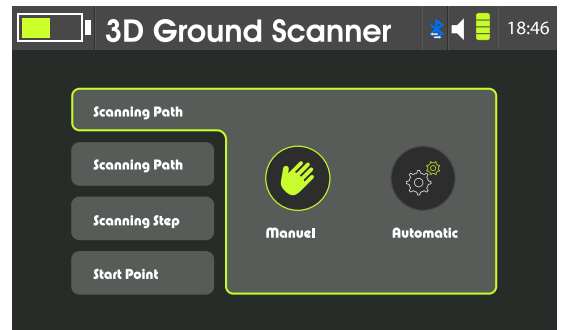 3D Ground Scanner
18:46
Scanning Path
Scanning Path
Scanning Step
Start Point
Manuel
Automatic